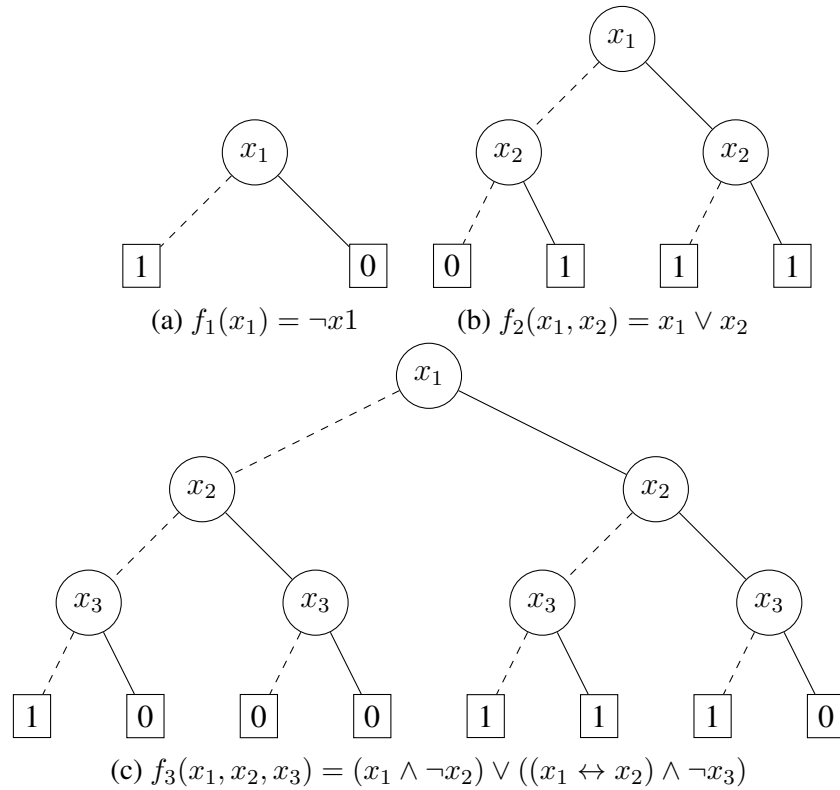 x₁
x₁
x₂ x₂
1 0 0 1 1 1
(a) f₁(x₁) = ¬x1 (b) f₂(x₁, x₂) = x₁ ∨ x₂
x₁
x₂ x₂
x₃ x₃ x₃ x₃
1 0 0 0 1 1 1 0
(c) f₃(x₁, x₂, x₃) = (x₁ ∧ ¬x₂) ∨ ((x₁ ↔ x₂) ∧ ¬x₃)